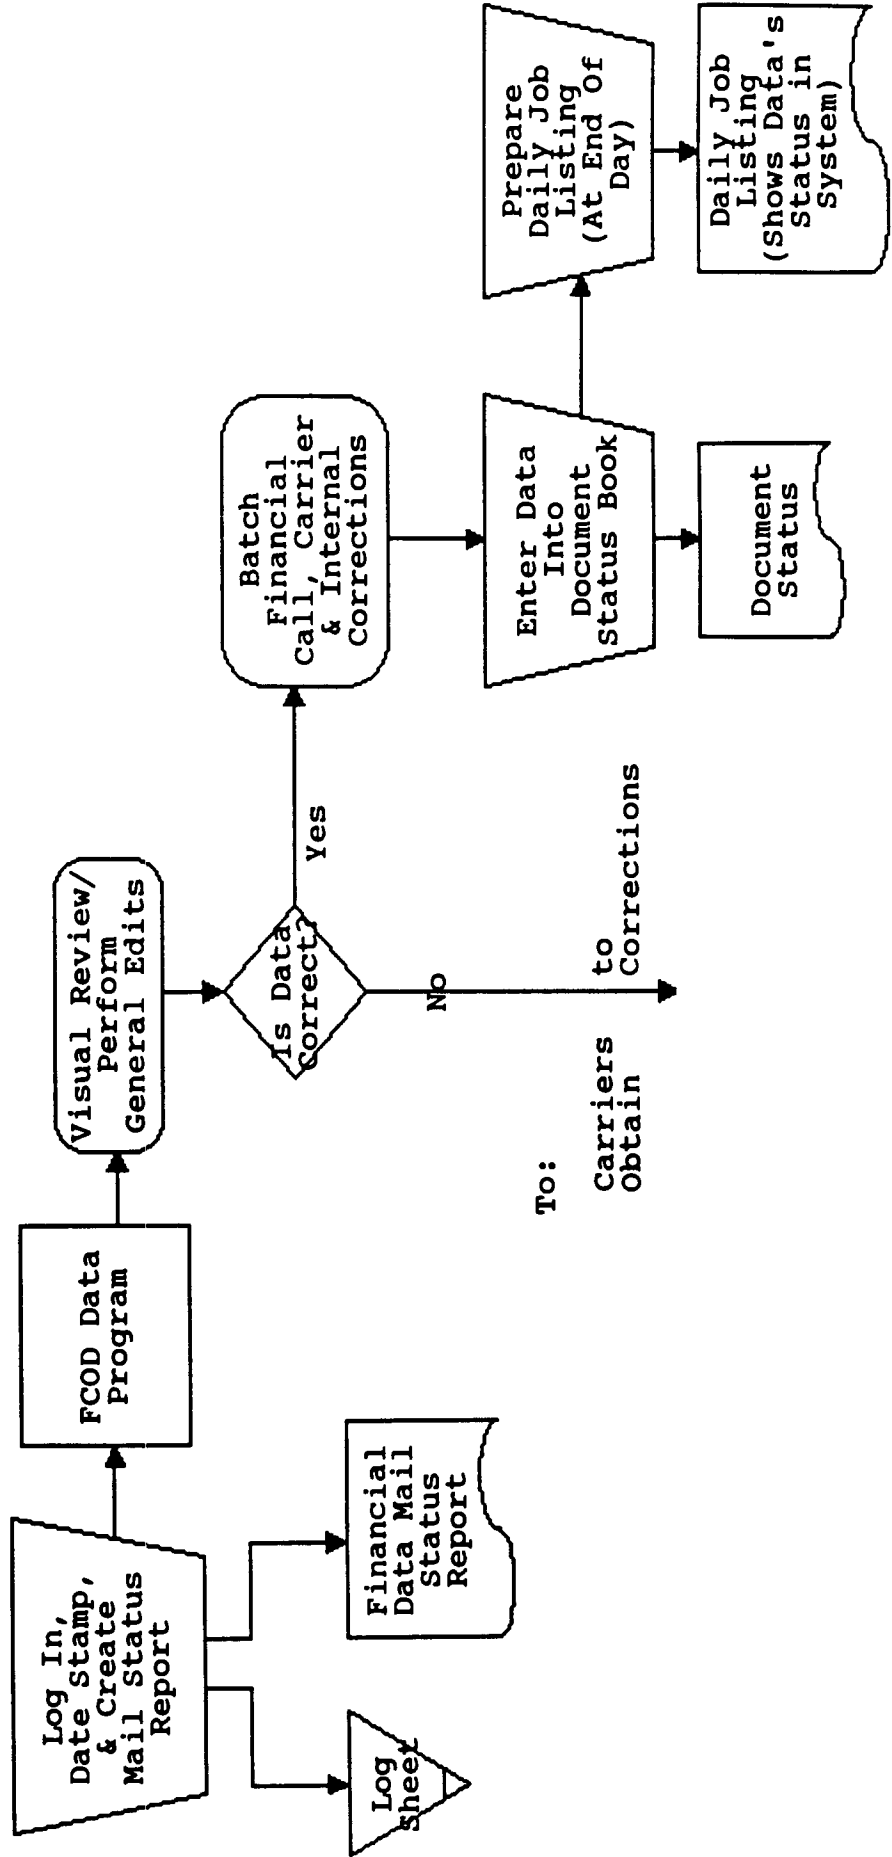 Log In,
Date Stamp,
& Create
Mail Status
Report
Log
Sheet
Financial
Data Mail
Status
Report
FCOD Data
Program
Visual Review/
Perform
General Edits
Is Data
Correct?
Yes
No
To:
Carriers to
Obtain Corrections
Batch
Financial
Call, Carrier
& Internal
Corrections
Enter Data
Into
Document
Status Book
Document
Status
Prepare
Daily Job
Listing
(At End Of
Day)
Daily Job
Listing
(Shows Data's
Status in
System)